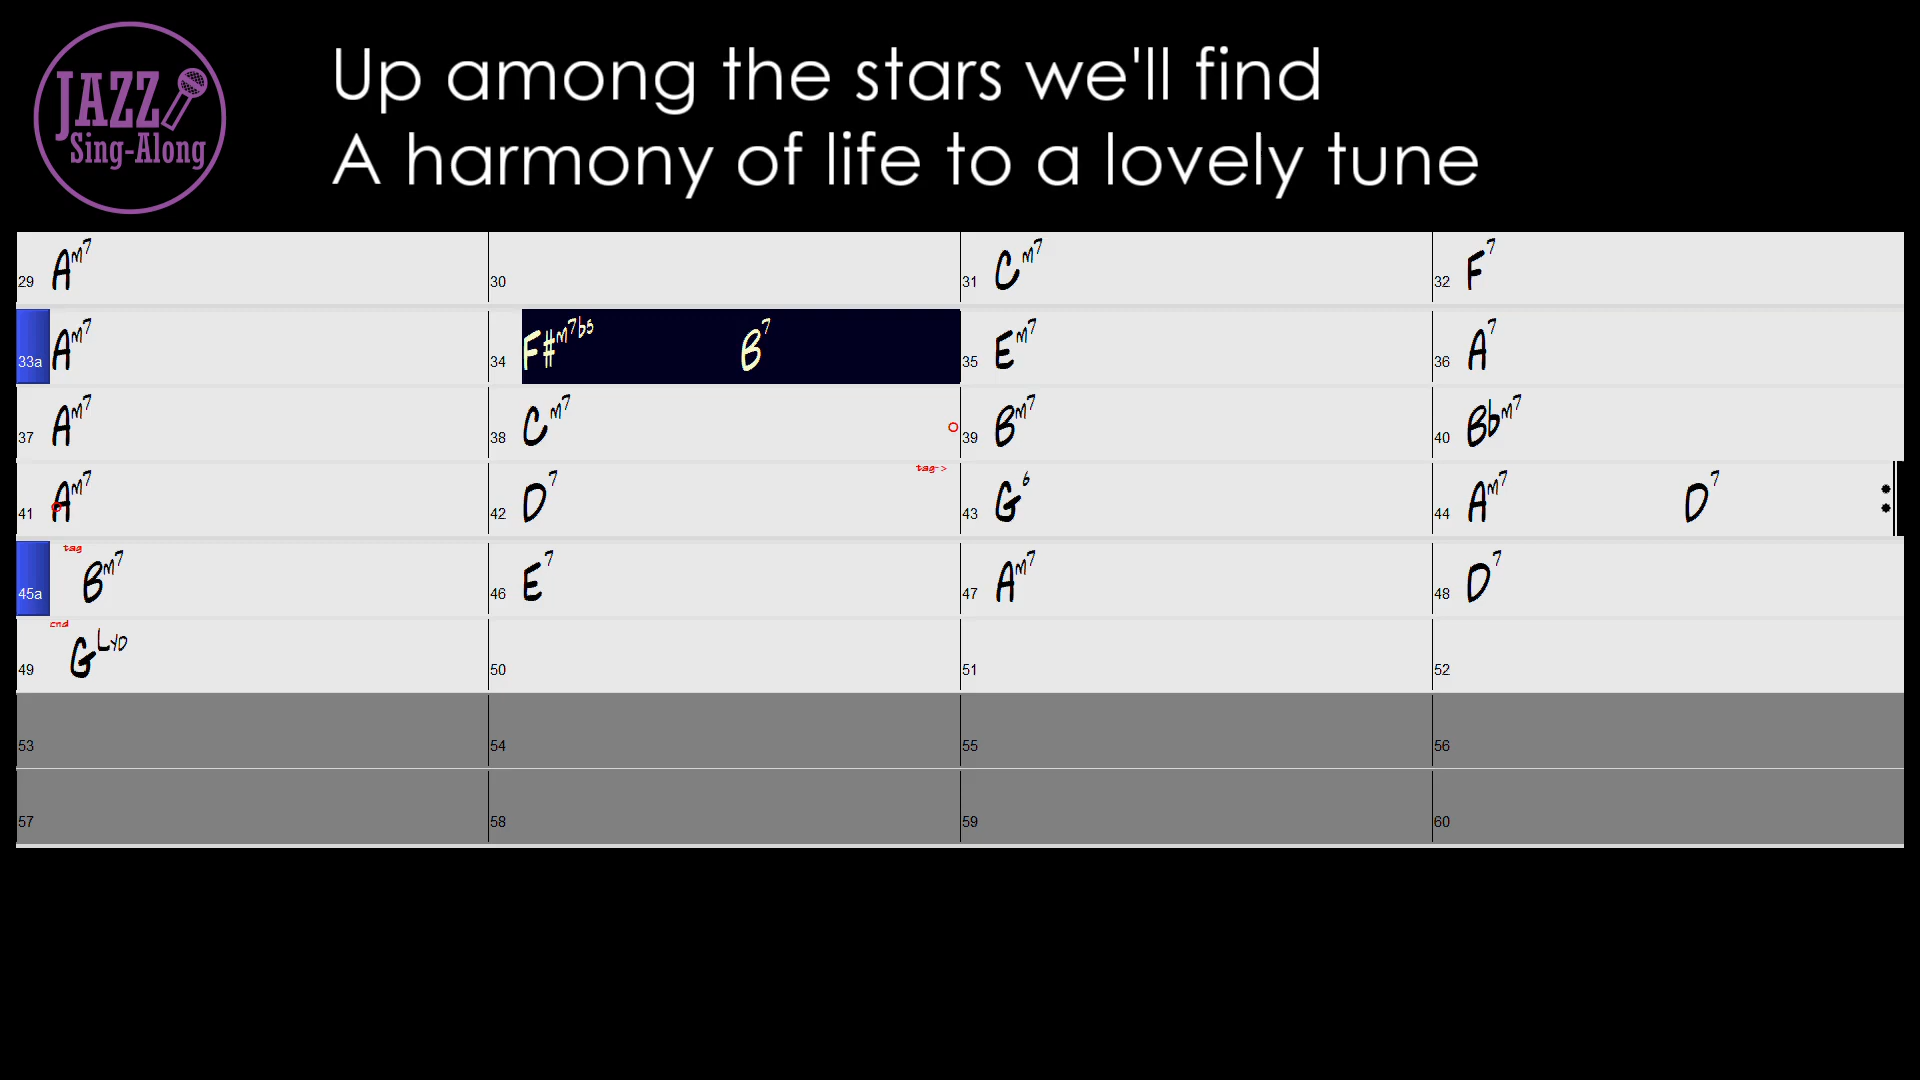 JAZZ
Sing-Along
Up among the stars we'll find
A harmony of life to a lovely tune
29 Am7 30 31 Cm7 32 F7
33a Am7 34 F#m7b5 B7 35 Em7 36 A7
37 Am7 38 Cm7 39 Bm7 40 Bbm7
tag->
41 Am7 42 D7 43 G6 44 Am7 D7
tag
45a Bm7 46 E7 47 Am7 48 D7
end
49 GLyd 50 51 52
53 54 55 56
57 58 59 60